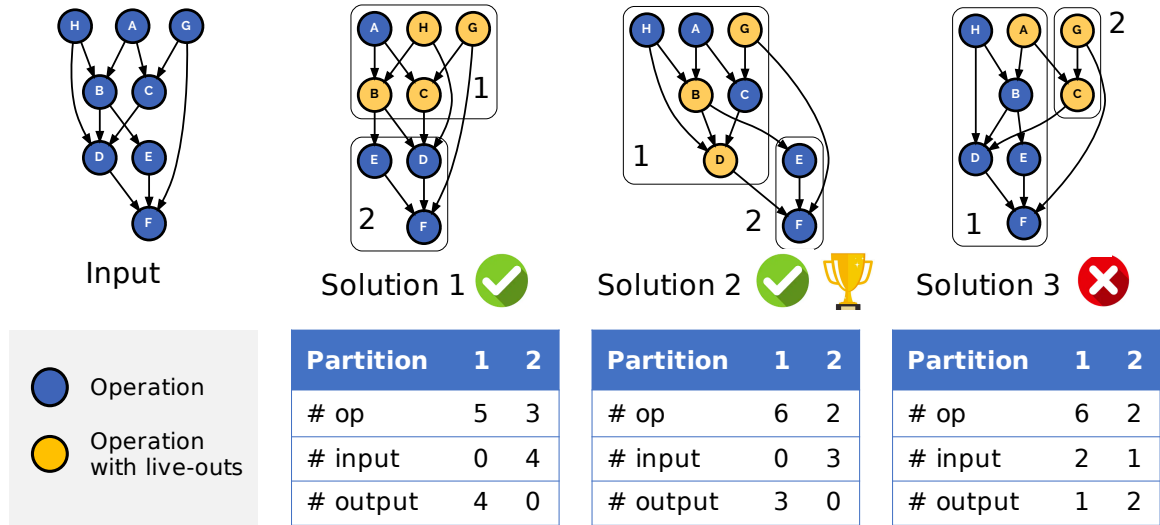 H A G
B C
D E
F
Input
A H G
B C
1
E D
2
F
Solution 1
H A G
B C
1
D
E
2
F
Solution 2
H A G
2
B C
D E
1
F
Solution 3
Operation
Operation
with live-outs
Partition 1 2
# op 5 3
# input 0 4
# output 4 0
Partition 1 2
# op 6 2
# input 0 3
# output 3 0
Partition 1 2
# op 6 2
# input 2 1
# output 1 2